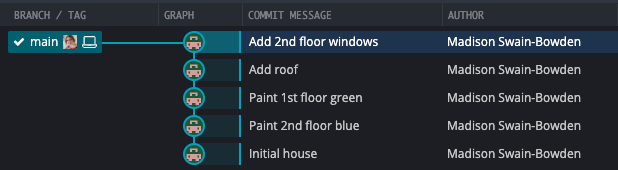 BRANCH / TAG GRAPH COMMIT MESSAGE AUTHOR
main Add 2nd floor windows Madison Swain-Bowden
Add roof Madison Swain-Bowden
Paint 1st floor green Madison Swain-Bowden
Paint 2nd floor blue Madison Swain-Bowden
Initial house Madison Swain-Bowden